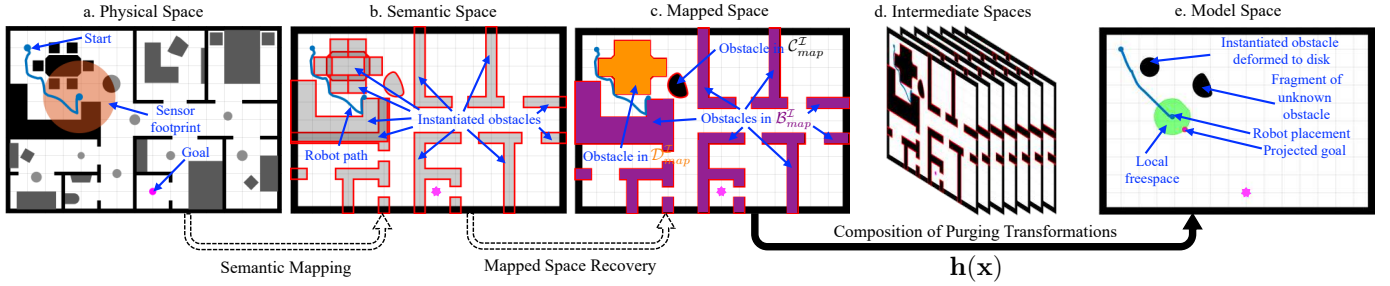 a. Physical Space
Start
Sensor
footprint
Goal
b. Semantic Space
Instantiated obstacles
Robot path
c. Mapped Space
Obstacle in 𝒞ᵢₘₐₚ
Obstacles in ℬ^ℐ_map
Obstacle in 𝒟^ℐ_map
d. Intermediate Spaces
e. Model Space
Instantiated obstacle
deformed to disk
Fragment of
unknown
obstacle
Robot placement
Projected goal
Local
freespace
Semantic Mapping
Mapped Space Recovery
Composition of Purging Transformations
h(x)